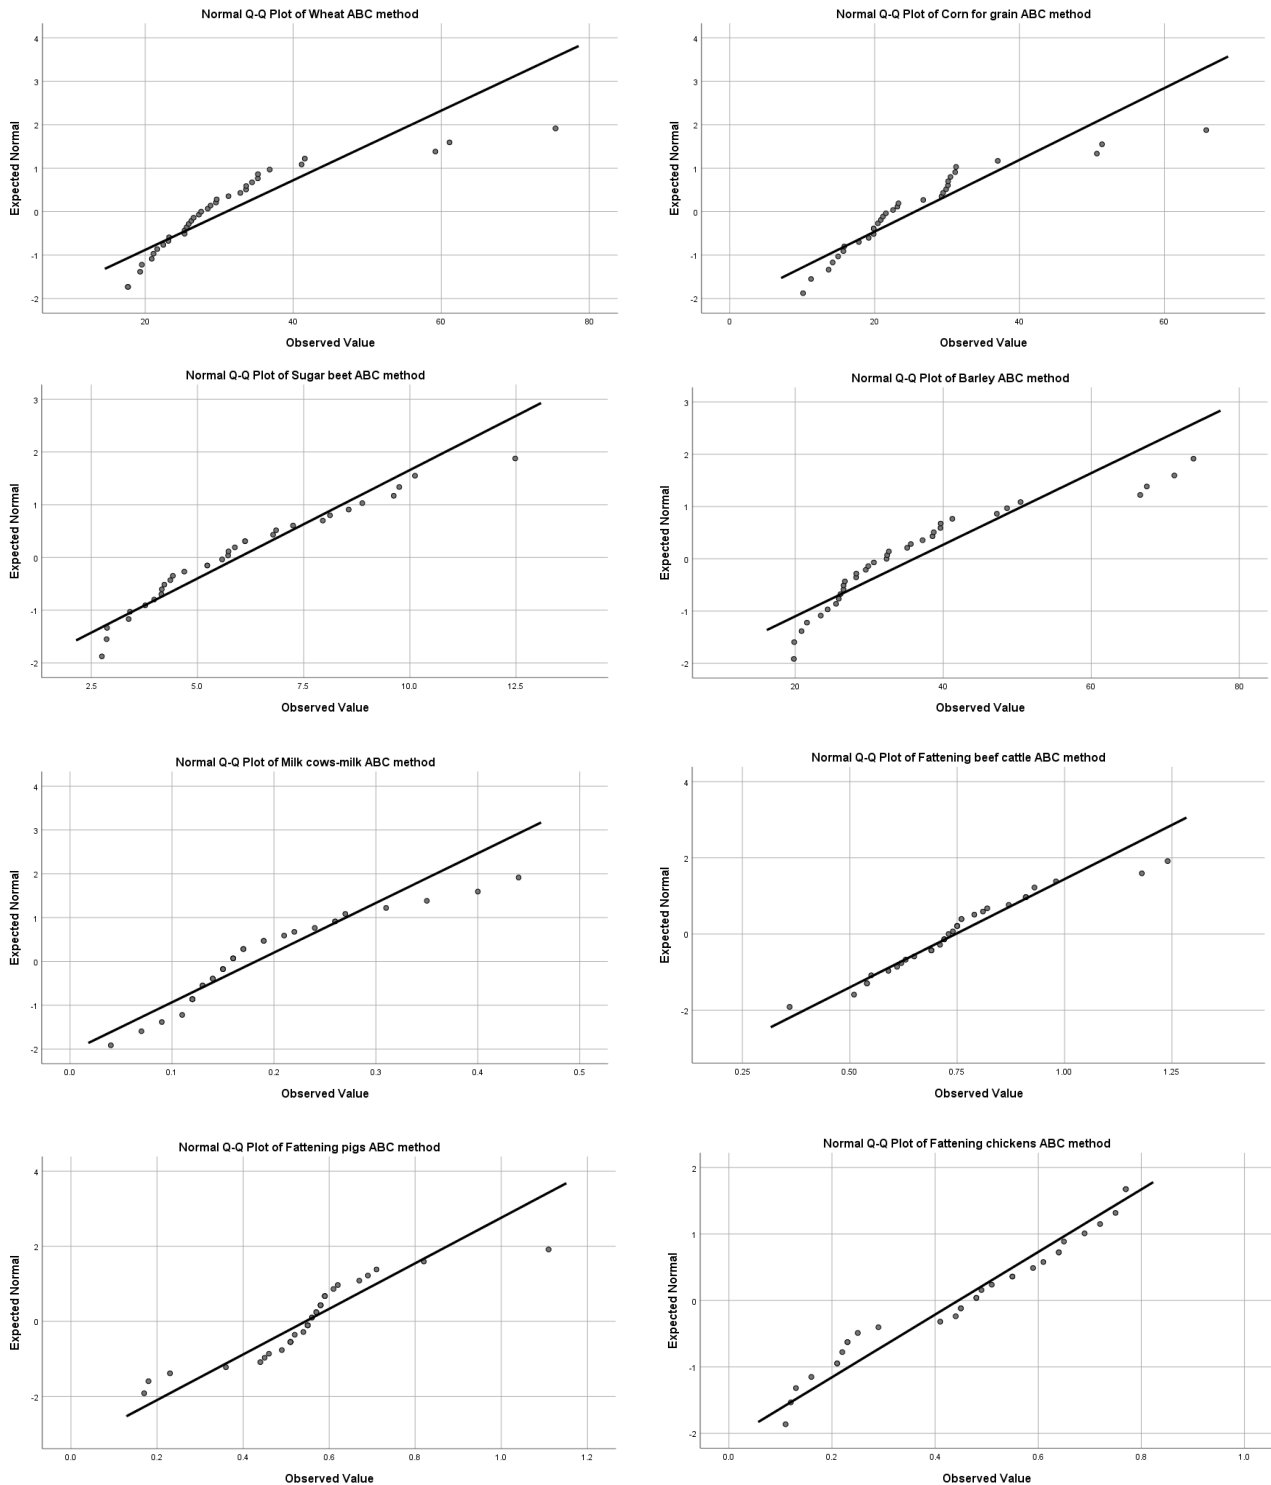 Normal Q-Q Plot of Wheat ABC method
4
3
2
1
0
-1
-2
Expected Normal
20 40 60 80
Observed Value
Normal Q-Q Plot of Corn for grain ABC method
4
3
2
1
0
-1
-2
Expected Normal
0 20 40 60
Observed Value
Normal Q-Q Plot of Sugar beet ABC method
3
2
1
0
-1
-2
Expected Normal
2.5 5.0 7.5 10.0 12.5
Observed Value
Normal Q-Q Plot of Barley ABC method
3
2
1
0
-1
-2
Expected Normal
20 40 60 80
Observed Value
Normal Q-Q Plot of Milk cows-milk ABC method
4
3
2
1
0
-1
-2
Expected Normal
0.0 0.1 0.2 0.3 0.4 0.5
Observed Value
Normal Q-Q Plot of Fattening beef cattle ABC method
4
2
0
-2
Expected Normal
0.25 0.50 0.75 1.00 1.25
Observed Value
Normal Q-Q Plot of Fattening pigs ABC method
4
2
0
-2
Expected Normal
0.0 0.2 0.4 0.6 0.8 1.0 1.2
Observed Value
Normal Q-Q Plot of Fattening chickens ABC method
2
1
0
-1
-2
Expected Normal
0.0 0.2 0.4 0.6 0.8 1.0
Observed Value